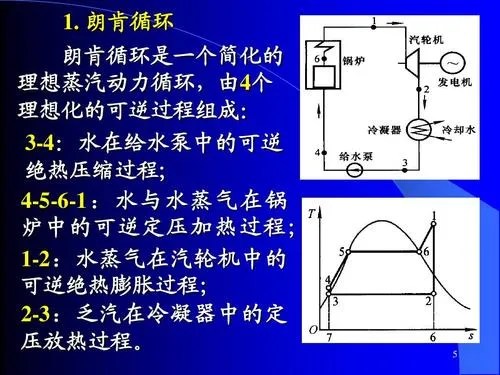 1. 朗肯循环
朗肯循环是一个简化的
理想蒸汽动力循环，由4个
理想化的可逆过程组成：
3-4：水在给水泵中的可逆
绝热压缩过程；
4-5-6-1：水与水蒸气在锅
炉中的可逆定压加热过程；
1-2：水蒸气在汽轮机中的
可逆绝热膨胀过程；
2-3：乏汽在冷凝器中的定
压放热过程。
1
汽轮机
6
锅炉
发电机
2
冷凝器
冷却水
4
给水泵
3
T
1
5
6
4
3
2
O
7
6
s
5